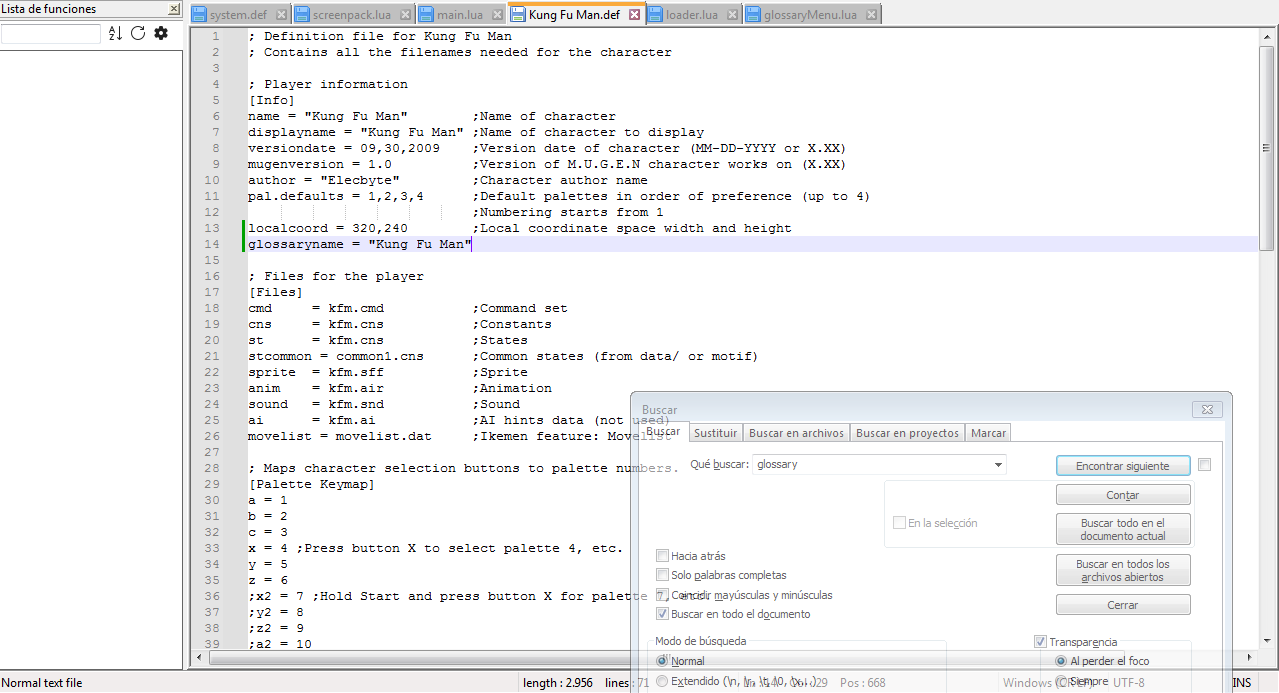 Lista de funciones
system.def screenpack.lua main.lua Kung Fu Man.def loader.lua glossaryMenu.lua
1 ; Definition file for Kung Fu Man
2 ; Contains all the filenames needed for the character
3
4 ; Player information
5 [Info]
6 name = "Kung Fu Man" ;Name of character
7 displayname = "Kung Fu Man" ;Name of character to display
8 versiondate = 09,30,2009 ;Version date of character (MM-DD-YYYY or X.XX)
9 mugenversion = 1.0 ;Version of M.U.G.E.N character works on (X.XX)
10 author = "Elecbyte" ;Character author name
11 pal.defaults = 1,2,3,4 ;Default palettes in order of preference (up to 4)
12 ;Numbering starts from 1
13 localcoord = 320,240 ;Local coordinate space width and height
14 glossaryname = "Kung Fu Man"
15
16 ; Files for the player
17 [Files]
18 cmd = kfm.cmd ;Command set
19 cns = kfm.cns ;Constants
20 st = kfm.cns ;States
21 stcommon = common1.cns ;Common states (from data/ or motif)
22 sprite = kfm.sff ;Sprite
23 anim = kfm.air ;Animation
24 sound = kfm.snd ;Sound
25 ai = kfm.ai ;AI hints data (not used)
26 movelist = movelist.dat ;Ikemen feature: Movelist
27
28 ; Maps character selection buttons to palette numbers.
29 [Palette Keymap]
30 a = 1
31 b = 2
32 c = 3
33 x = 4 ;Press button X to select palette 4, etc.
34 y = 5
35 z = 6
36 ;x2 = 7 ;Hold Start and press button X for palette 7, etc.
37 ;y2 = 8
38 ;z2 = 9
39 ;a2 = 10
Buscar
Buscar Sustituir Buscar en archivos Buscar en proyectos Marcar
Qué buscar: glossary
Encontrar siguiente
Contar
En la selección
Buscar todo en el documento actual
Hacia atrás
Buscar en todos los archivos abiertos
Solo palabras completas
Coincidir mayúsculas y minúsculas
Cerrar
Buscar en todo el documento
Modo de búsqueda
Transparencia
Normal
Al perder el foco
Extendido (\n, \r, \t, \0, \x...)
Siempre
Normal text file length : 2.956 lines : 71 Ln : 14 Col : 29 Pos : 668 Windows (CR LF) UTF-8 INS